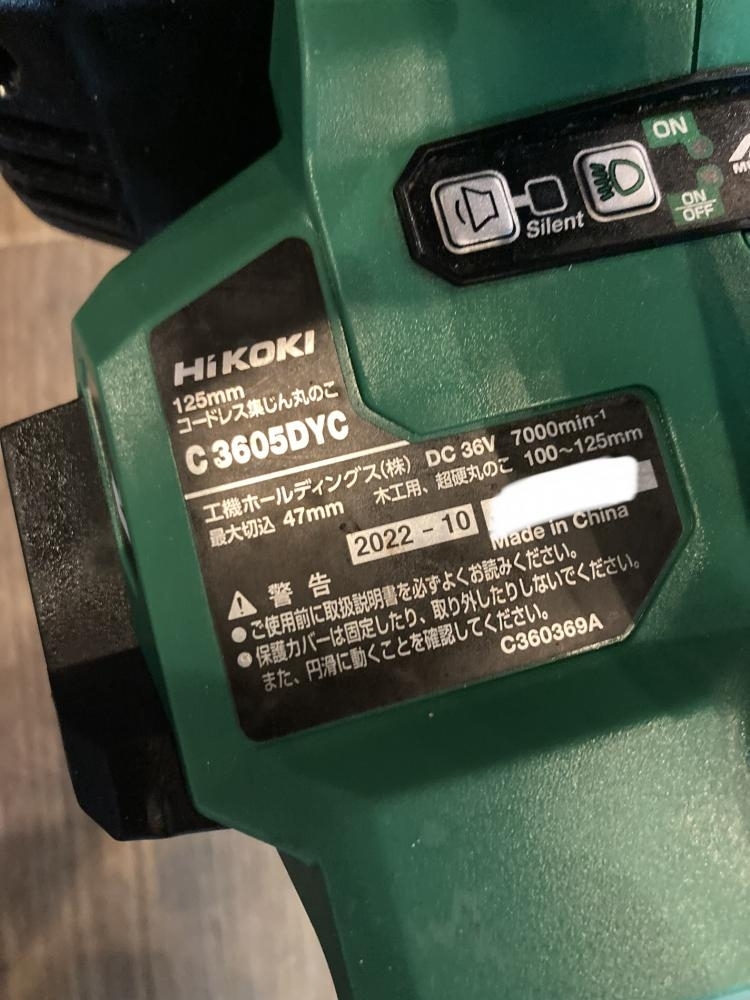 ON
Silent
ON
OFF
HiKOKI
125mm
コードレス集じん丸のこ
C 3605DYC
工機ホールディングス(株) DC 36V 7000min⁻¹
最大切込 47mm 木工用、超硬丸のこ 100~125mm
2022 - 10
Made in China
警告
● ご使用前に取扱説明書を必ずよくお読みください。
● 保護カバーは固定したり、取り外したりしないでください。
また、円滑に動くことを確認してください。
C360369A